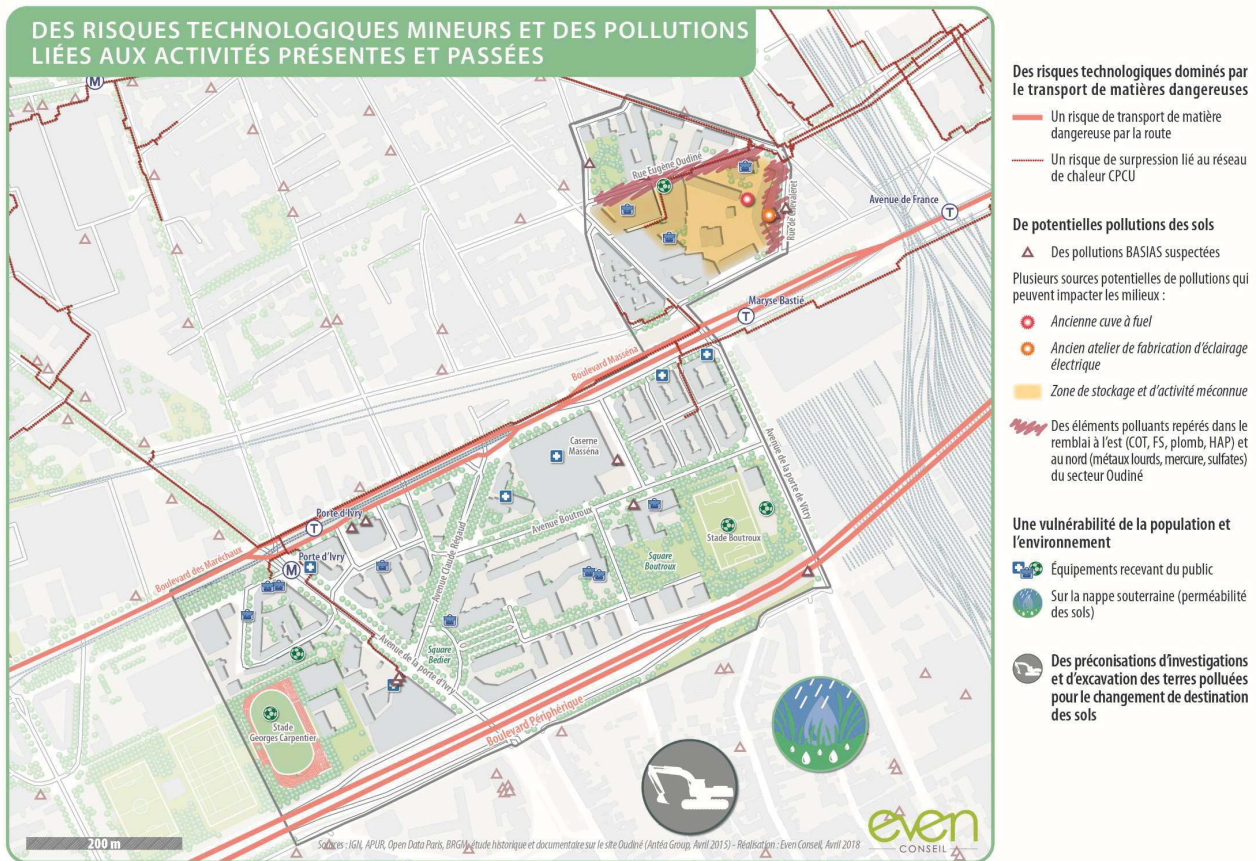 DES RISQUES TECHNOLOGIQUES MINEURS ET DES POLLUTIONS
LIÉES AUX ACTIVITÉS PRÉSENTES ET PASSÉES
M
Rue Eugène Oudiné
Rue de Chevaleret
Avenue de France
T
Maryse Bastié
T
Boulevard Masséna
Caserne
Masséna
Avenue de la porte de Vitry
Porte d'Ivry
T
Avenue Boutroux
Stade Boutroux
Porte d'Ivry
M
Boulevard des Maréchaux
Avenue Claude Régaud
Square
Boutroux
Square
Bédier
Avenue de la porte d'Ivry
Stade
Georges Carpentier
Boulevard Périphérique
200 m
Sources : IGN, APUR, Open Data Paris, BRGM, étude historique et documentaire sur le site Oudiné (Antéa Group, Avril 2015) - Réalisation : Even Conseil, Avril 2018
even
CONSEIL
Des risques technologiques dominés par
le transport de matières dangereuses
Un risque de transport de matière
dangereuse par la route
Un risque de surpression lié au réseau
de chaleur CPCU
De potentielles pollutions des sols
Des pollutions BASIAS suspectées
Plusieurs sources potentielles de pollutions qui
peuvent impacter les milieux :
Ancienne cuve à fuel
Ancien atelier de fabrication d'éclairage
électrique
Zone de stockage et d'activité méconnue
Des éléments polluants repérés dans le
remblai à l'est (COT, FS, plomb, HAP) et
au nord (métaux lourds, mercure, sulfates)
du secteur Oudiné
Une vulnérabilité de la population et
l'environnement
Équipements recevant du public
Sur la nappe souterraine (perméabilité
des sols)
Des préconisations d'investigations
et d'excavation des terres polluées
pour le changement de destination
des sols